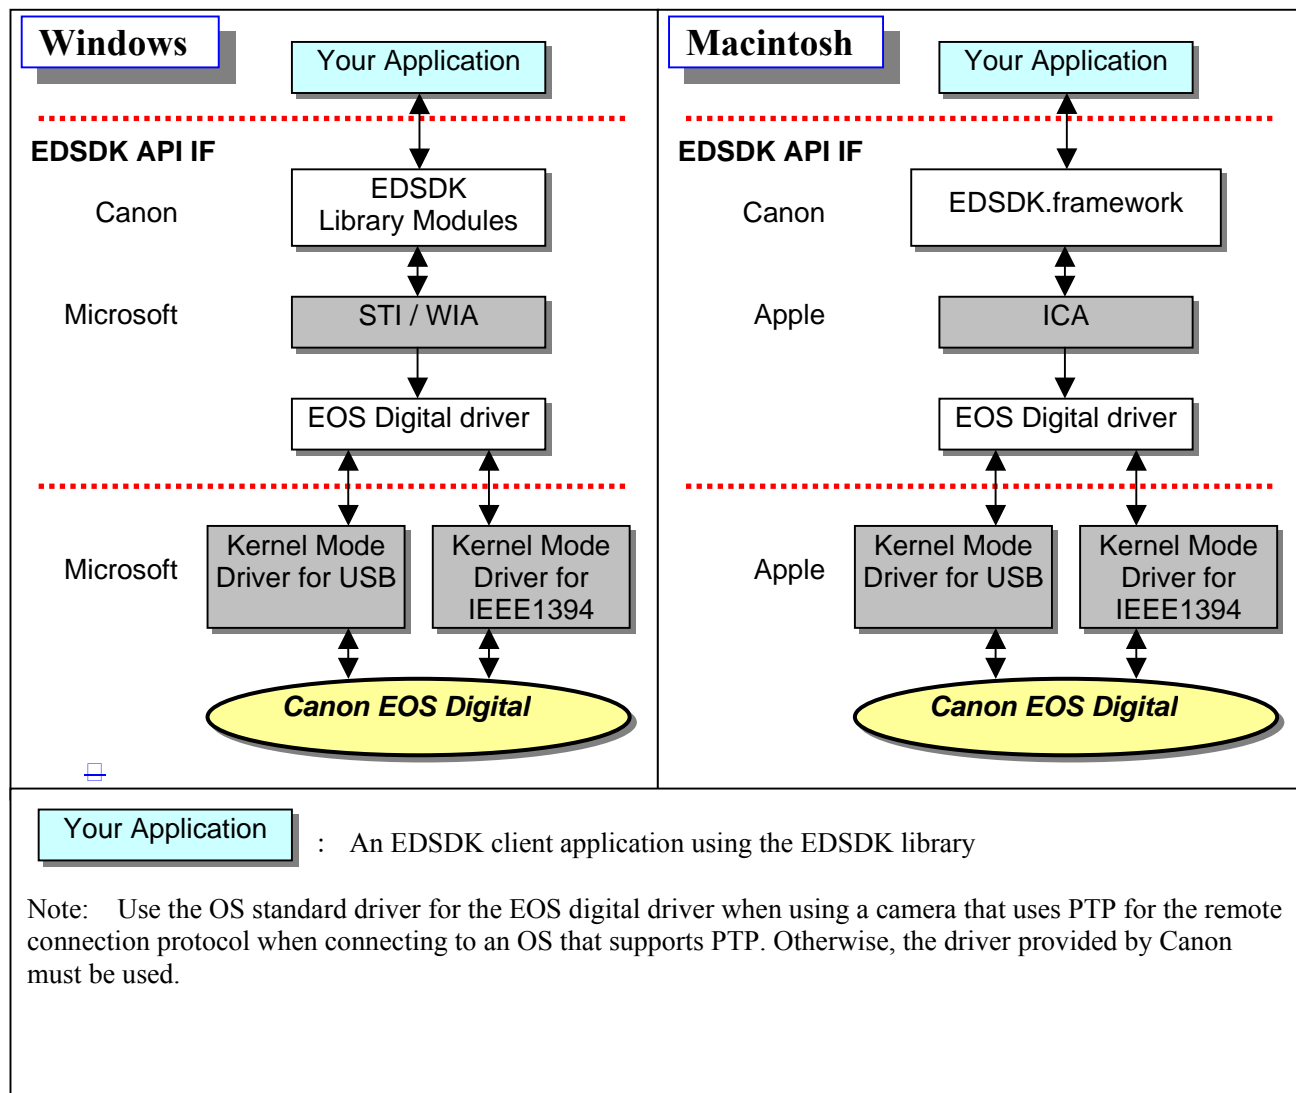 Windows
Your Application
EDSDK API IF
Canon
EDSDK
Library Modules
Microsoft
STI / WIA
EOS Digital driver
Microsoft
Kernel Mode
Driver for USB
Kernel Mode
Driver for
IEEE1394
Canon EOS Digital
Macintosh
Your Application
EDSDK API IF
Canon
EDSDK.framework
Apple
ICA
EOS Digital driver
Apple
Kernel Mode
Driver for USB
Kernel Mode
Driver for
IEEE1394
Canon EOS Digital
Your Application : An EDSDK client application using the EDSDK library
Note: Use the OS standard driver for the EOS digital driver when using a camera that uses PTP for the remote
connection protocol when connecting to an OS that supports PTP. Otherwise, the driver provided by Canon
must be used.